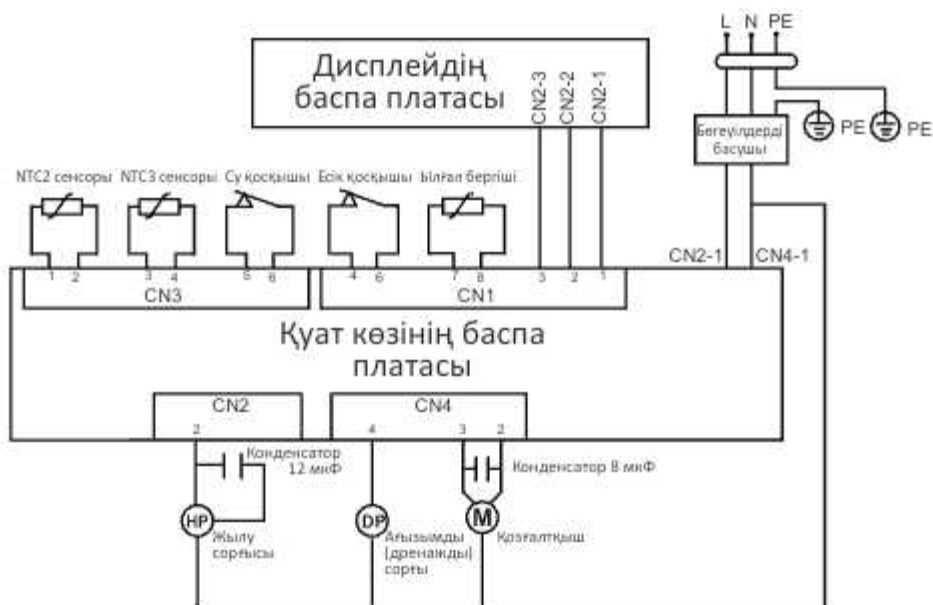 L N PE
Дисплейдің
баспа платасы
CN2-3
CN2-2
CN2-1
Бөгеуілдерді
басушы
PE
PE
NTC2 сенсоры NTC3 сенсоры Су қосқышы Есік қосқышы Ылғал бергіші
CN2-1 CN4-1
1 2 3 4 5 6 4 6 7 8 3 2 1
CN3 CN1
Қуат көзінің баспа
платасы
CN2 CN4
2 4 3 2
Конденсатор
12 мкФ
Конденсатор 8 мкФ
HP
DP
M
Жылу
сорғысы
Ағызымды
(дренажды)
сорғы
Қозғалтқыш